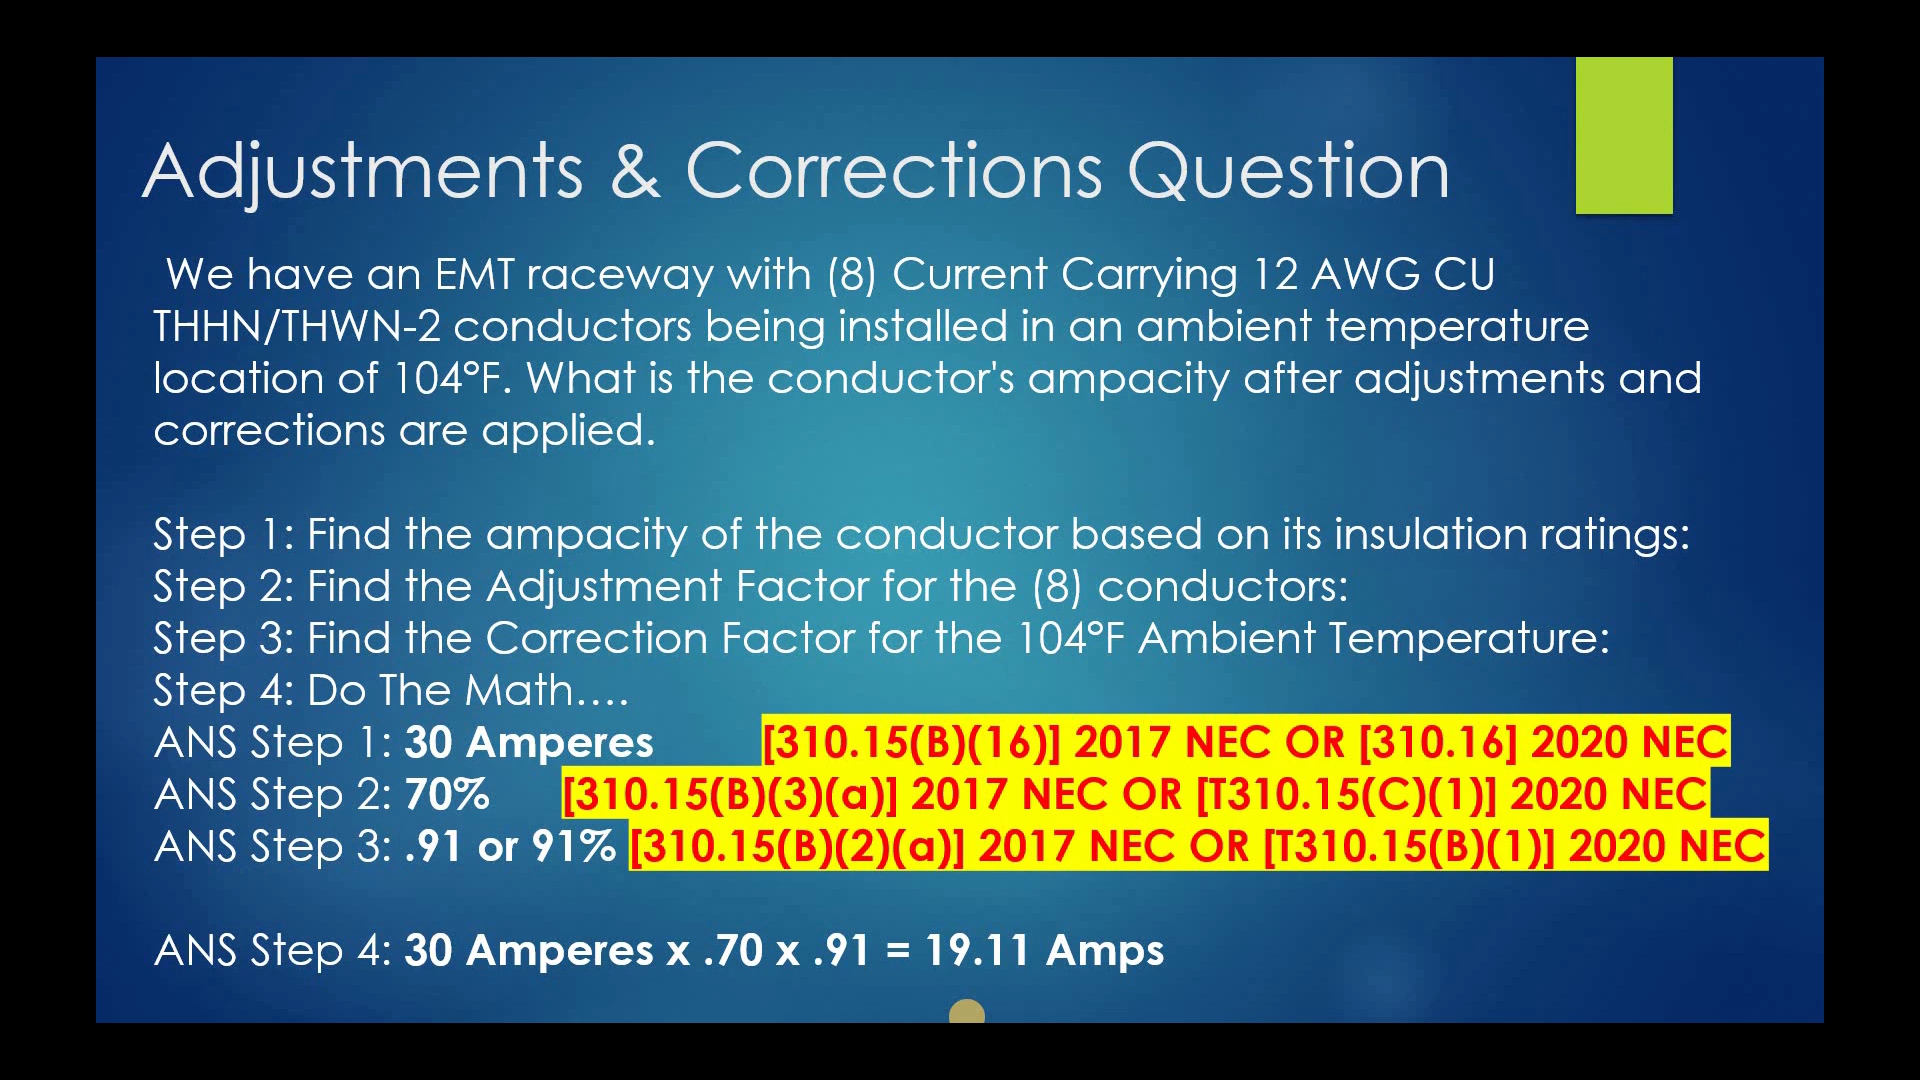 Adjustments & Corrections Question
We have an EMT raceway with (8) Current Carrying 12 AWG CU
THHN/THWN-2 conductors being installed in an ambient temperature
location of 104°F. What is the conductor's ampacity after adjustments and
corrections are applied.
Step 1: Find the ampacity of the conductor based on its insulation ratings:
Step 2: Find the Adjustment Factor for the (8) conductors:
Step 3: Find the Correction Factor for the 104°F Ambient Temperature:
Step 4: Do The Math....
ANS Step 1: 30 Amperes [310.15(B)(16)] 2017 NEC OR [310.16] 2020 NEC
ANS Step 2: 70% [310.15(B)(3)(a)] 2017 NEC OR [T310.15(C)(1)] 2020 NEC
ANS Step 3: .91 or 91% [310.15(B)(2)(a)] 2017 NEC OR [T310.15(B)(1)] 2020 NEC
ANS Step 4: 30 Amperes x .70 x .91 = 19.11 Amps